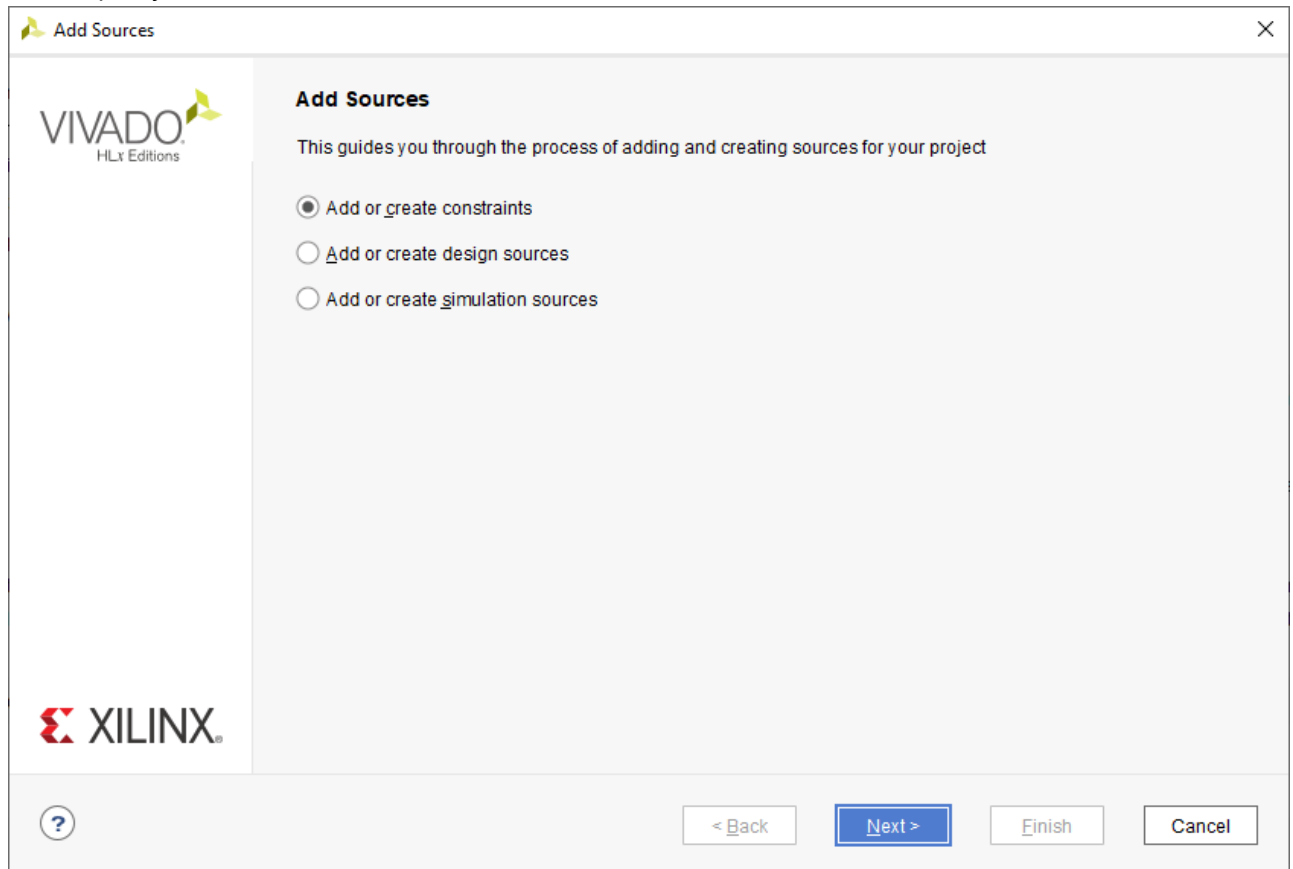 Add Sources
VIVADO.
HLx Editions
Add Sources
This guides you through the process of adding and creating sources for your project
Add or create constraints
Add or create design sources
Add or create simulation sources
XILINX®
?
< Back
Next >
Finish
Cancel